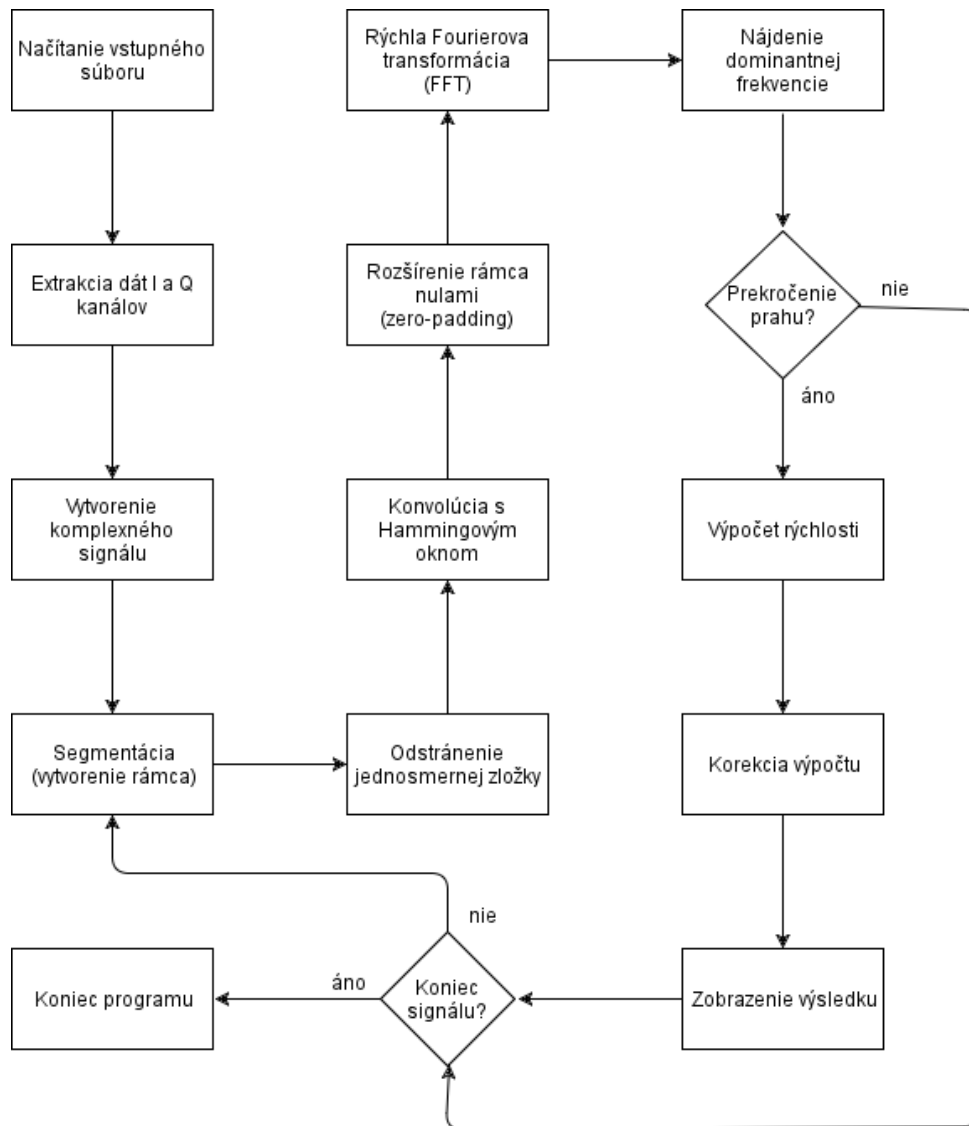 Načítanie vstupného
súboru
Extrakcia dát I a Q
kanálov
Vytvorenie
komplexného
signálu
Segmentácia
(vytvorenie rámca)
Odstránenie
jednosmernej zložky
Konvolúcia s
Hammingovým
oknom
Rozšírenie rámca
nulami
(zero-padding)
Rýchla Fourierova
transformácia
(FFT)
Nájdenie
dominantnej
frekvencie
Prekročenie
prahu?
nie
áno
Výpočet rýchlosti
Korekcia výpočtu
Zobrazenie výsledku
Koniec
signálu?
nie
áno
Koniec programu